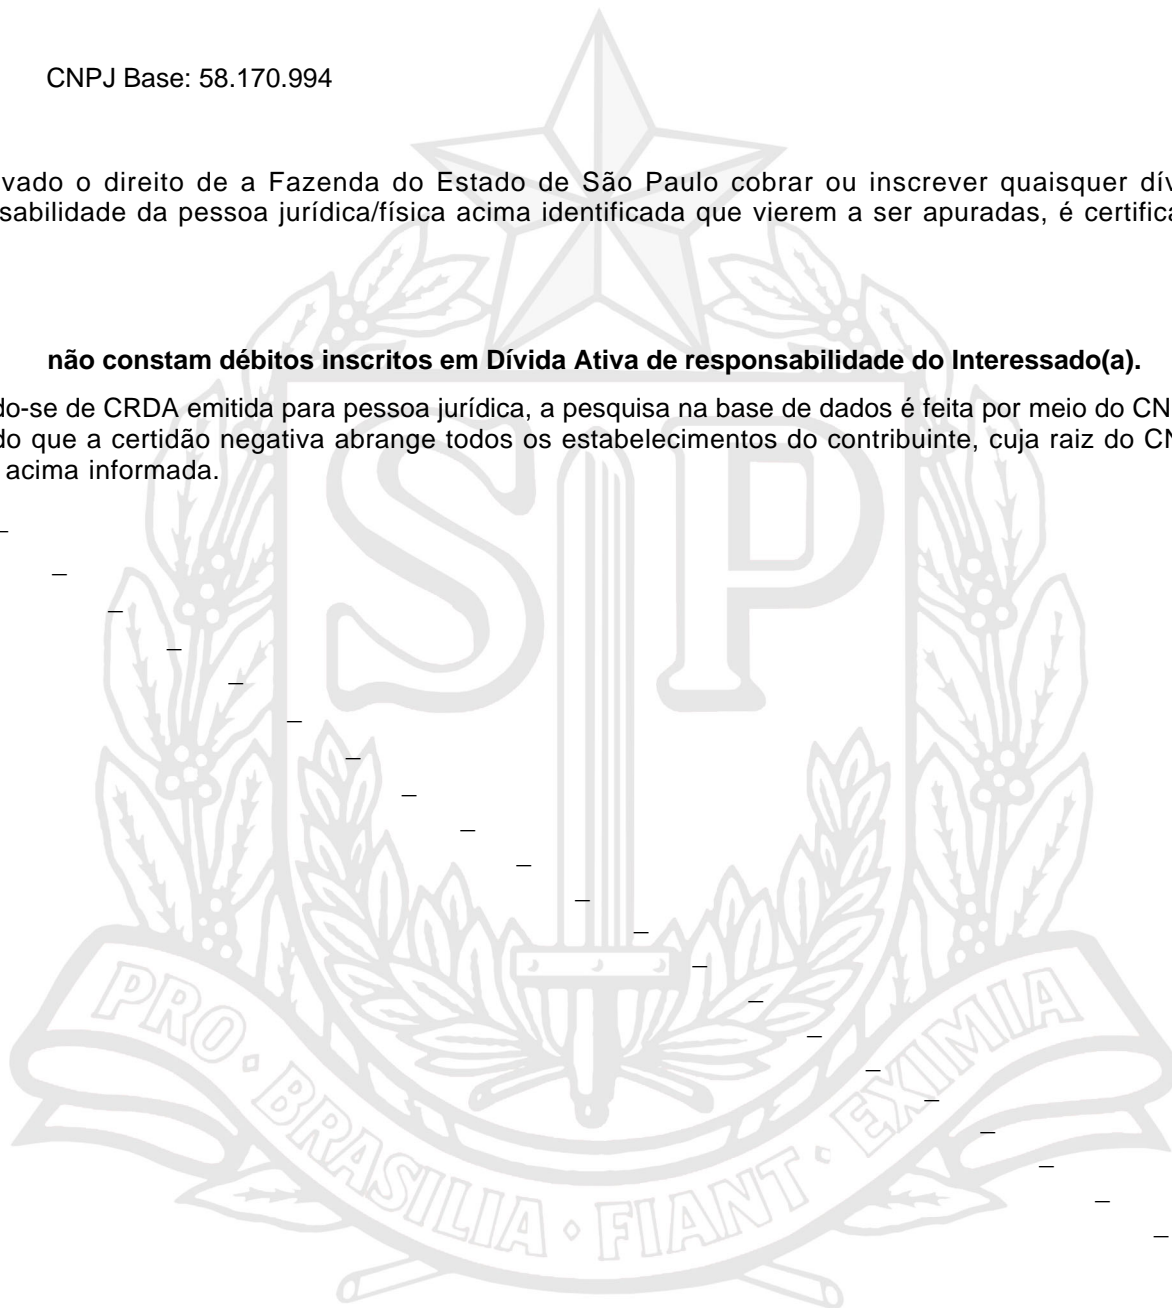 CNPJ Base: 58.170.994
vado o direito de a Fazenda do Estado de São Paulo cobrar ou inscrever quaisquer dív
sabilidade da pessoa jurídica/física acima identificada que vierem a ser apuradas, é certifica
não constam débitos inscritos em Dívida Ativa de responsabilidade do Interessado(a).
do-se de CRDA emitida para pessoa jurídica, a pesquisa na base de dados é feita por meio do CN
do que a certidão negativa abrange todos os estabelecimentos do contribuinte, cuja raiz do CN
acima informada.
SP
PRO • BRASILIA • FIANT • EXIMIA